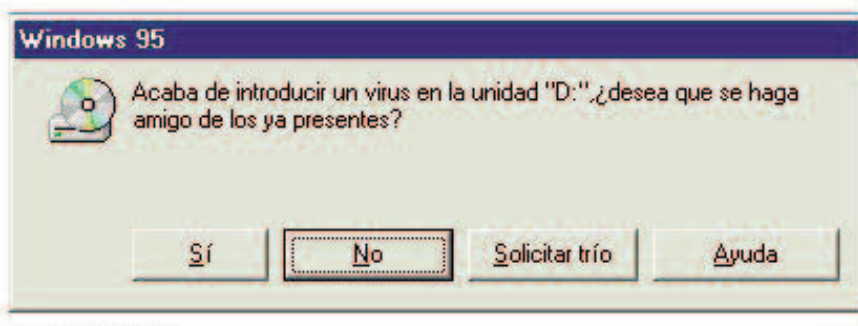 Windows 95
Acaba de introducir un virus en la unidad "D:",¿desea que se haga
amigo de los ya presentes?
Sí
No
Solicitar trío
Ayuda